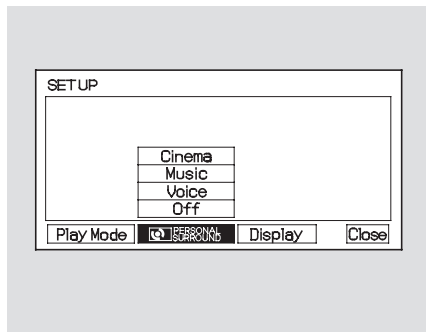 SETUP
Cinema
Music
Voice
Off
Play Mode PERSONAL SURROUND Display Close